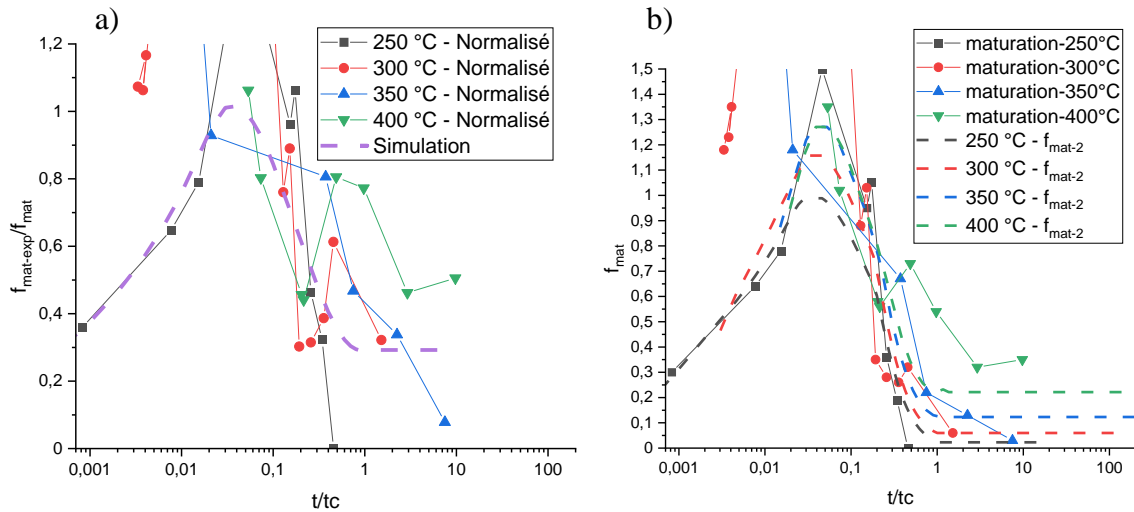 a)
1,2
1
0,8
0,6
0,4
0,2
0
f_mat-exp/f_mat
0,001
0,01
0,1
1
10
100
t/tc
250 °C - Normalisé
300 °C - Normalisé
350 °C - Normalisé
400 °C - Normalisé
Simulation
b)
1,5
1,4
1,3
1,2
1,1
1
0,9
0,8
0,7
0,6
0,5
0,4
0,3
0,2
0,1
0
f_mat
0,001
0,01
0,1
1
10
100
t/tc
maturation-250°C
maturation-300°C
maturation-350°C
maturation-400°C
250 °C - f_mat-2
300 °C - f_mat-2
350 °C - f_mat-2
400 °C - f_mat-2